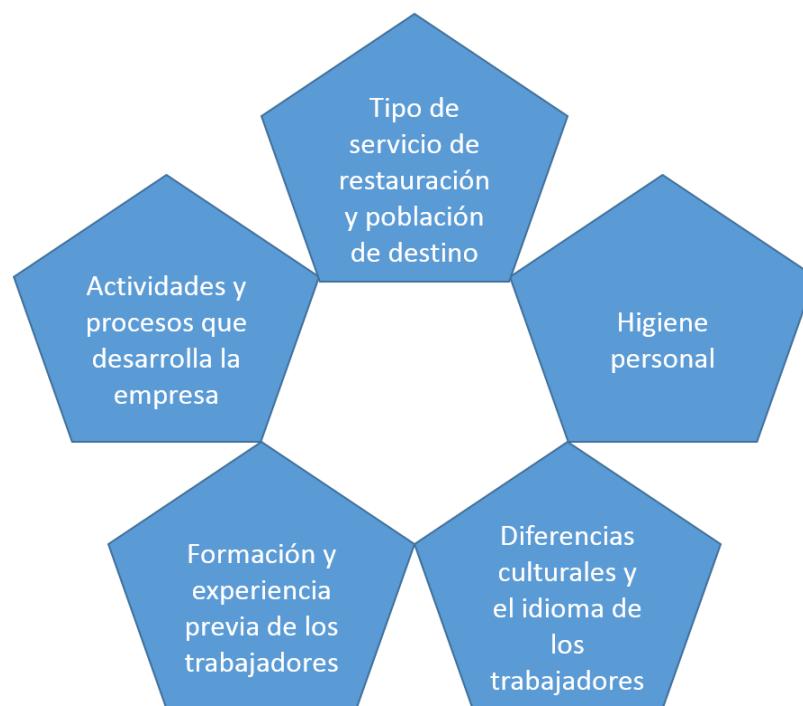 Tipo de
servicio de
restauración
y población
de destino
Actividades y
procesos que
desarrolla la
empresa
Higiene
personal
Formación y
experiencia
previa de los
trabajadores
Diferencias
culturales y
el idioma de
los
trabajadores